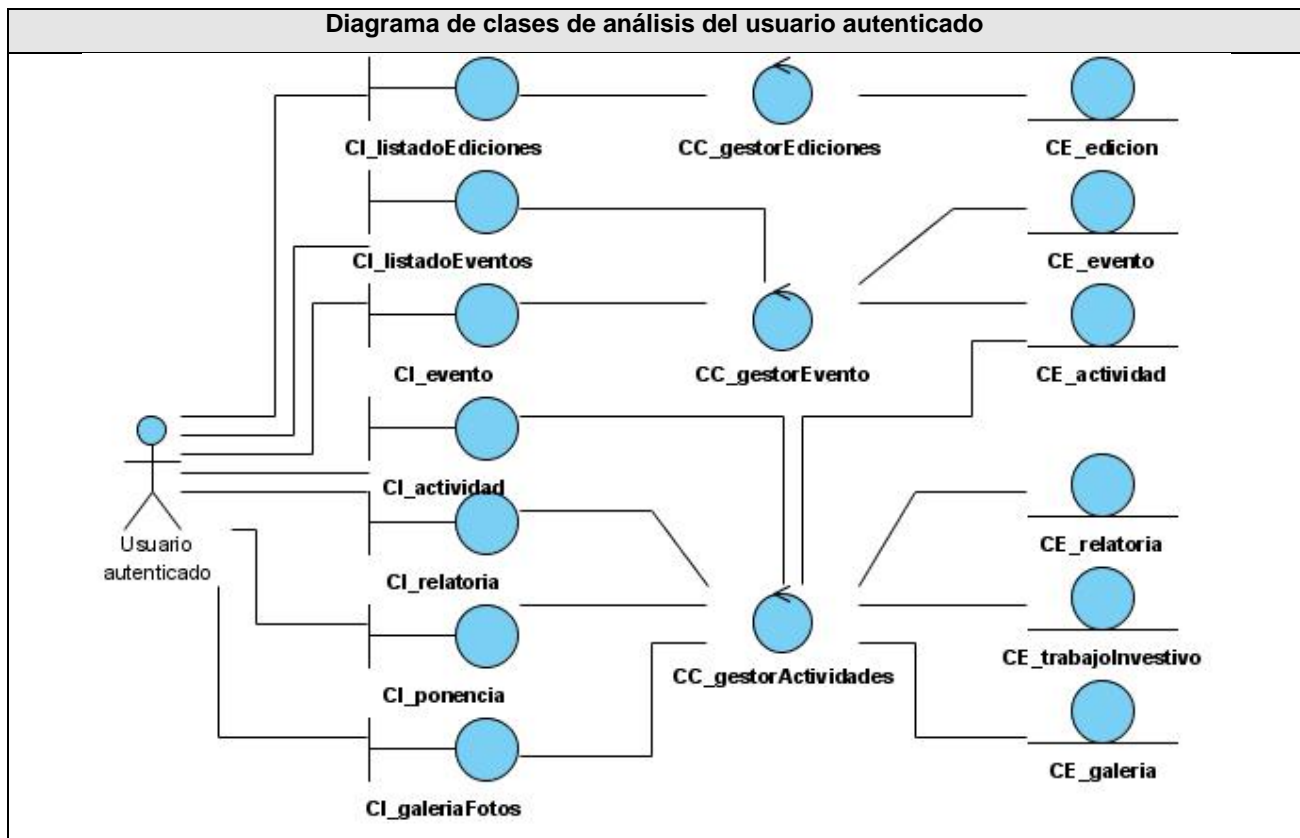 Diagrama de clases de análisis del usuario autenticado
CI_listadoEdiciones
CC_gestorEdiciones
CE_edicion
CI_listadoEventos
CE_evento
CI_evento
CC_gestorEvento
CE_actividad
CI_actividad
Usuario
autenticado
CI_relatoria
CE_relatoria
CI_ponencia
CC_gestorActividades
CE_trabajoInvestivo
CI_galeriaFotos
CE_galeria